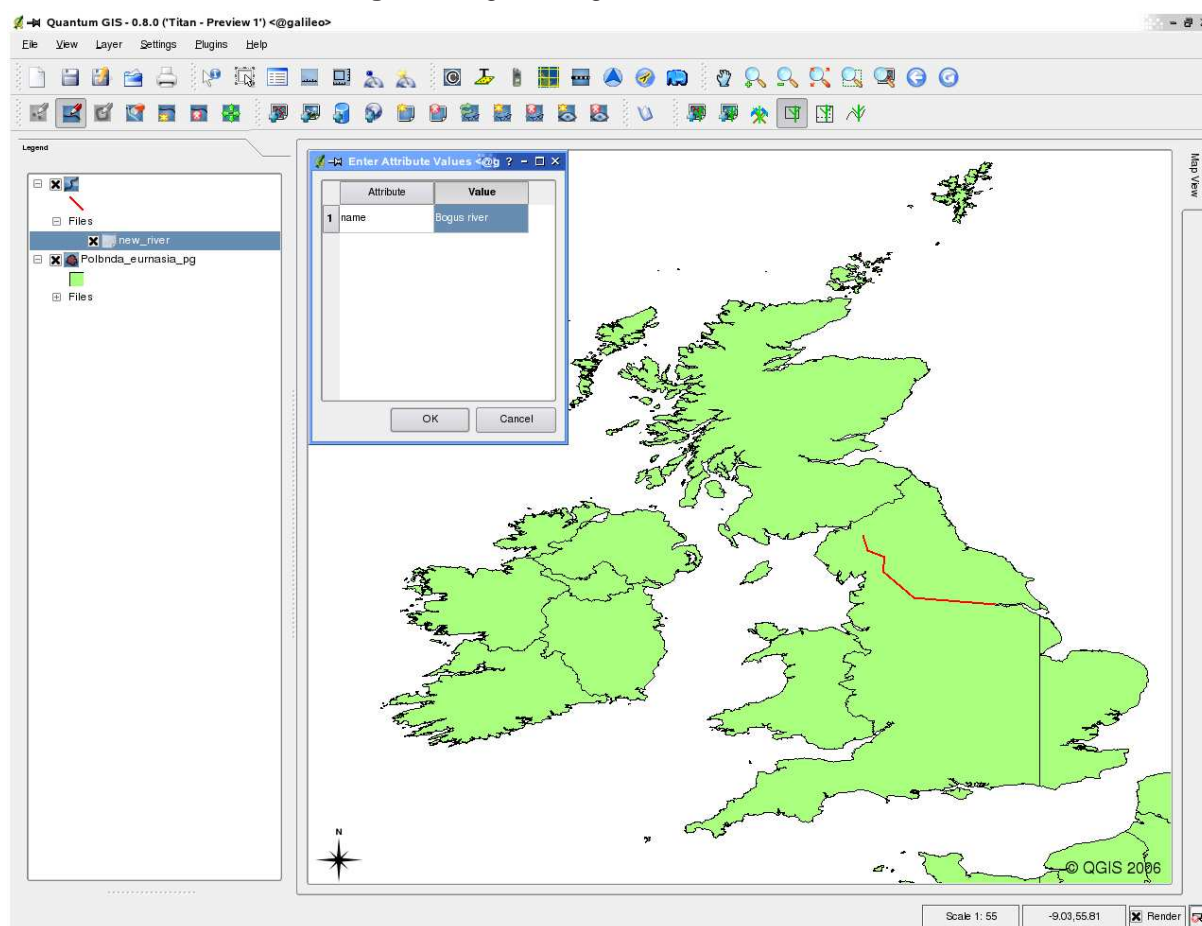 Quantum GIS - 0.8.0 ('Titan - Preview 1') <@galileo>
File View Layer Settings Plugins Help
Legend
Files
new_river
Polbnda_eurnasia_pg
Files
Enter Attribute Values <@g
Attribute Value
1 name Bogus river
OK Cancel
Map View
N
© QGIS 2006
Scale 1: 55 -9.03,55.81 Render